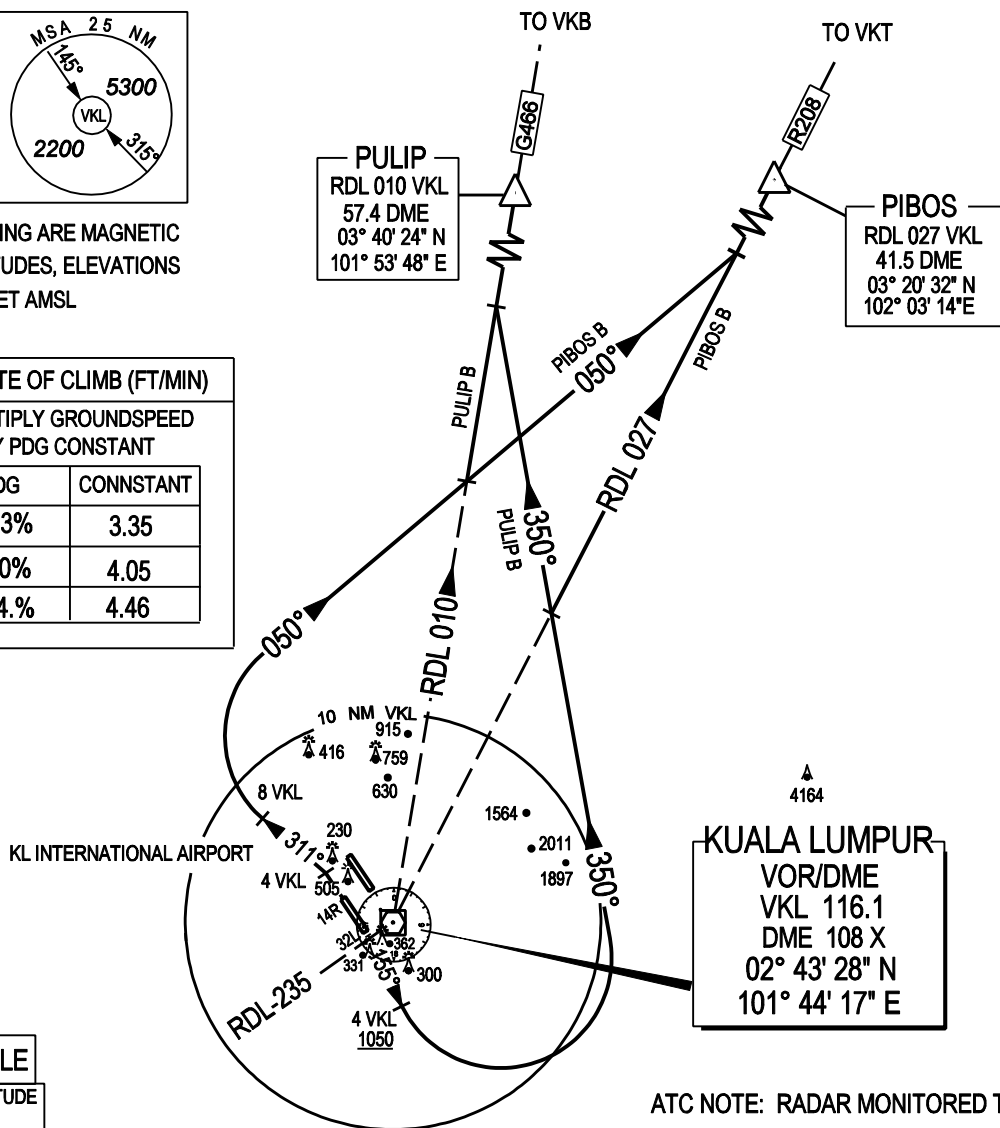 MSA 25 NM
145°
5300
VKL
2200
315°
ING ARE MAGNETIC
UDES, ELEVATIONS
ET AMSL
TE OF CLIMB (FT/MIN)
TIPLY GROUNDSPEED
Y PDG CONSTANT
DG CONNSTANT
3% 3.35
0% 4.05
4.% 4.46
TO VKB
G466
PULIP
RDL 010 VKL
57.4 DME
03° 40' 24" N
101° 53' 48" E
TO VKT
R208
PIBOS
RDL 027 VKL
41.5 DME
03° 20' 32" N
102° 03' 14"E
PIBOS B
050°
PIBOS B
PULIP B
RDL 027
350°
PULIP B
050°
RDL 010
10 NM VKL
915
416
759
630
8 VKL
1564
4164
230
311°
2011
KL INTERNATIONAL AIRPORT
1897
4 VKL
505
350°
14R
32L
362
331
155°
300
RDL-235
4 VKL
1050
KUALA LUMPUR
VOR/DME
VKL 116.1
DME 108 X
02° 43' 28" N
101° 44' 17" E
LE
TUDE
ATC NOTE: RADAR MONITORED T